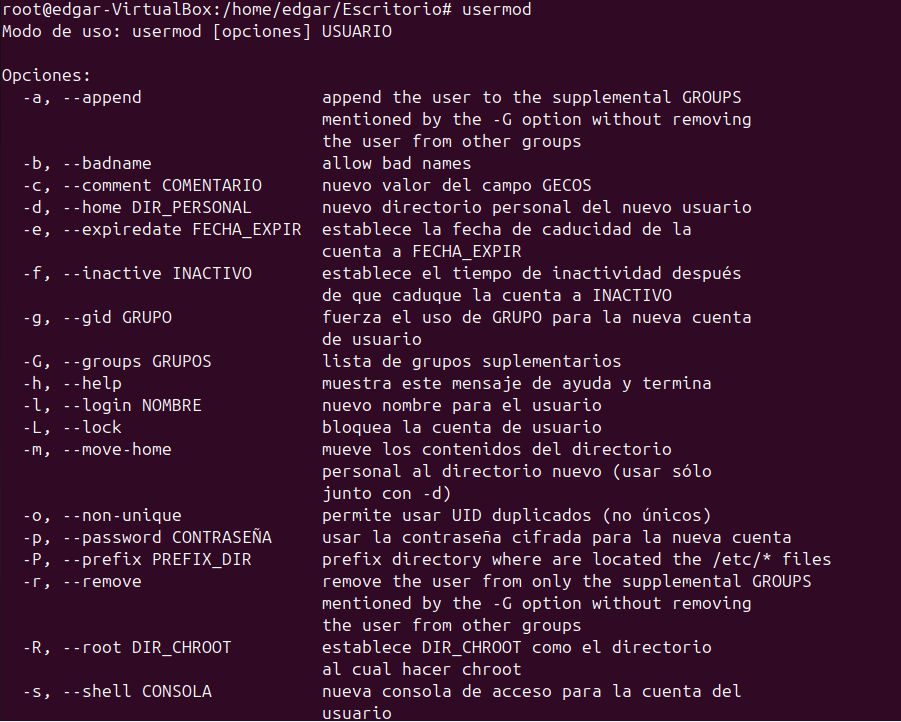 root@edgar-VirtualBox:/home/edgar/Escritorio# usermod
Modo de uso: usermod [opciones] USUARIO

Opciones:
  -a, --append                  append the user to the supplemental GROUPS
                                mentioned by the -G option without removing
                                the user from other groups
  -b, --badname                 allow bad names
  -c, --comment COMENTARIO      nuevo valor del campo GECOS
  -d, --home DIR_PERSONAL       nuevo directorio personal del nuevo usuario
  -e, --expiredate FECHA_EXPIR  establece la fecha de caducidad de la
                                cuenta a FECHA_EXPIR
  -f, --inactive INACTIVO       establece el tiempo de inactividad después
                                de que caduque la cuenta a INACTIVO
  -g, --gid GRUPO               fuerza el uso de GRUPO para la nueva cuenta
                                de usuario
  -G, --groups GRUPOS           lista de grupos suplementarios
  -h, --help                    muestra este mensaje de ayuda y termina
  -l, --login NOMBRE            nuevo nombre para el usuario
  -L, --lock                    bloquea la cuenta de usuario
  -m, --move-home               mueve los contenidos del directorio
                                personal al directorio nuevo (usar sólo
                                junto con -d)
  -o, --non-unique              permite usar UID duplicados (no únicos)
  -p, --password CONTRASEÑA     usar la contraseña cifrada para la nueva cuenta
  -P, --prefix PREFIX_DIR       prefix directory where are located the /etc/* files
  -r, --remove                  remove the user from only the supplemental GROUPS
                                mentioned by the -G option without removing
                                the user from other groups
  -R, --root DIR_CHROOT         establece DIR_CHROOT como el directorio
                                al cual hacer chroot
  -s, --shell CONSOLA           nueva consola de acceso para la cuenta del
                                usuario